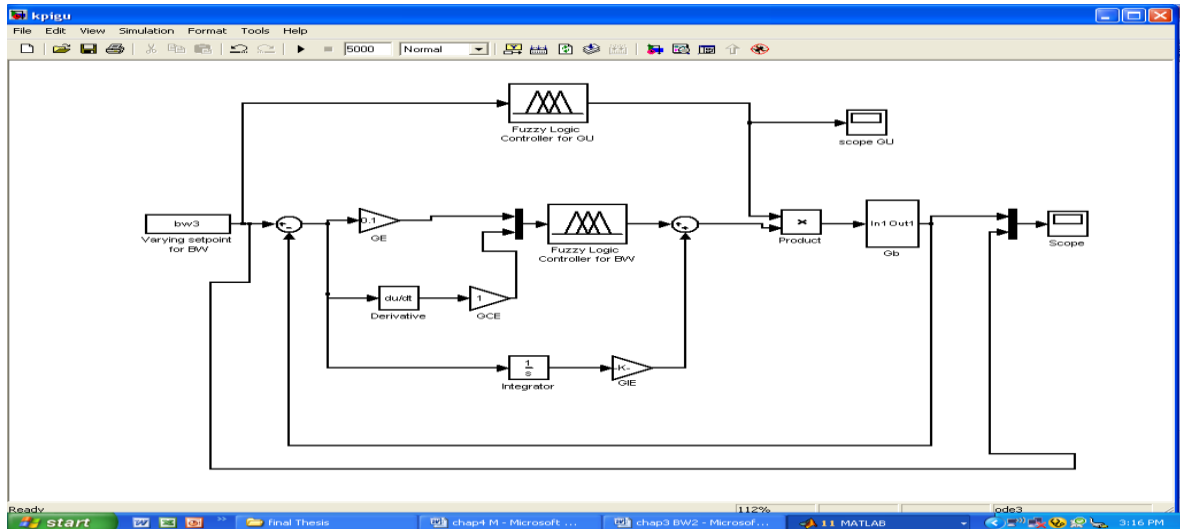 kpigu
File Edit View Simulation Format Tools Help
5000 Normal
Fuzzy Logic
Controller for GU
scope GU
bw3
Varying setpoint
for BW
0.1
GE
Fuzzy Logic
Controller for BW
×
Product
In1 Out1
Gb
Scope
du/dt
Derivative
1
GCE
1
s
Integrator
-K-
GIE
Ready 112% ode3
start final Thesis chap4 M - Microsoft ... chap3 BW2 - Microsof... 11 MATLAB 3:16 PM